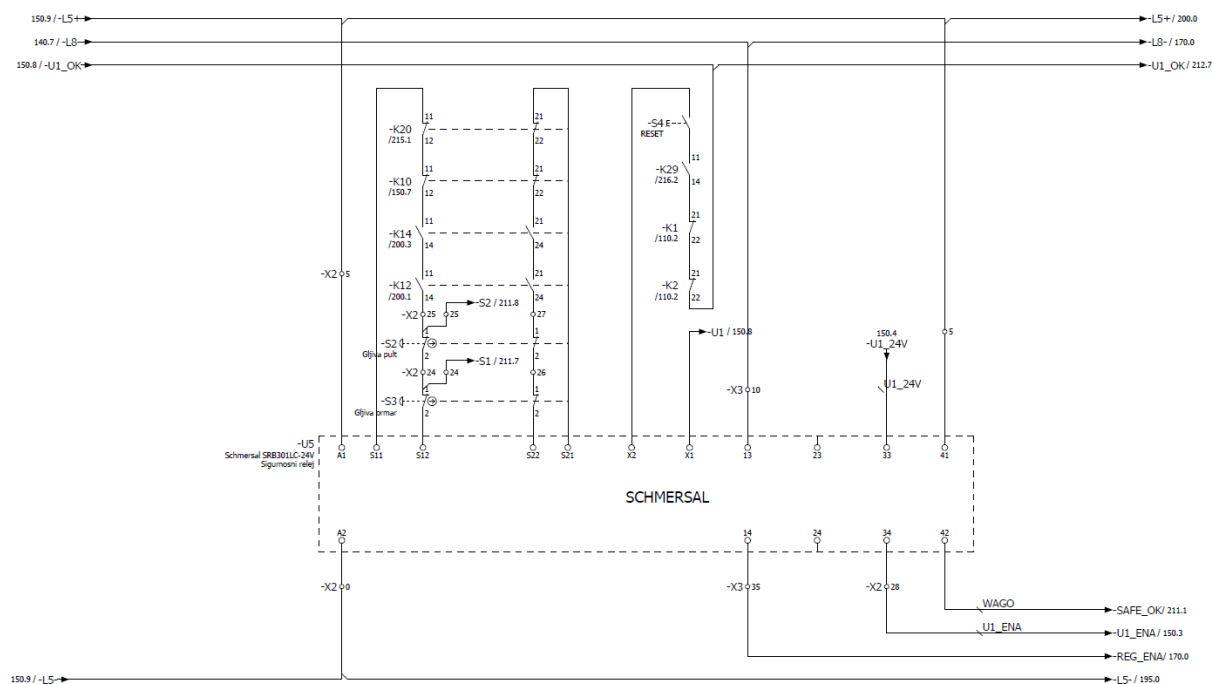 150.9 / -L5+
-L5+/ 200.0
140.7 / -L8-
-L8-/ 170.0
150.8 / -U1_OK
-U1_OK/ 212.7
11
21
-K20
/215.1
12
22
-S4 E
RESET
11
21
-K10
/150.7
12
22
11
-K29
/216.2
14
11
21
-K14
/200.3
14
24
21
-K1
/110.2
22
-X2 5
11
21
-K12
/200.1
14
24
21
-K2
/110.2
22
-S2 / 211.8
-X2 25 25 27
-U1 / 150.8
150.4
-U1_24V
5
1
1
-S2
Gljiva pult
2
2
-S1 / 211.7
-X2 24 24 26
U1_24V
-X3 10
1
1
-S3
Gljiva ormar
2
2
-U5
Schmersal SRB301LC-24V
Sigurnosni relej
A1 S11 S12 S22 S21 X2 X1 13 23 33 41
SCHMERSAL
A2 14 24 34 42
-X2 0
-X3 35
-X2 28
WAGO
-SAFE_OK/ 211.1
U1_ENA
-U1_ENA/ 150.3
-REG_ENA/ 170.0
150.9 / -L5-
-L5-/ 195.0